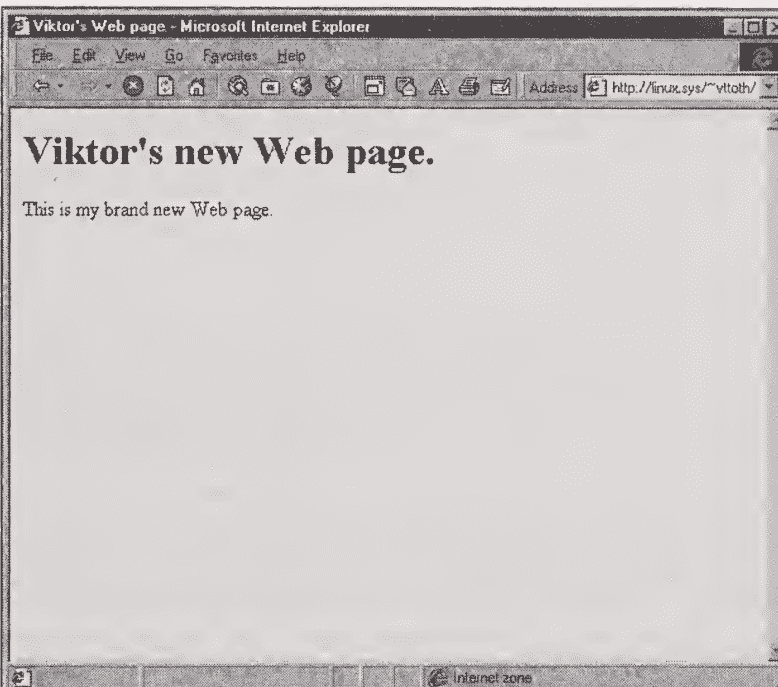 Viktor's Web page - Microsoft Internet Explorer
File Edit View Go Favorites Help
Address http://linux.sys/~vttoth/
Viktor's new Web page.
This is my brand new Web page.
Internet zone